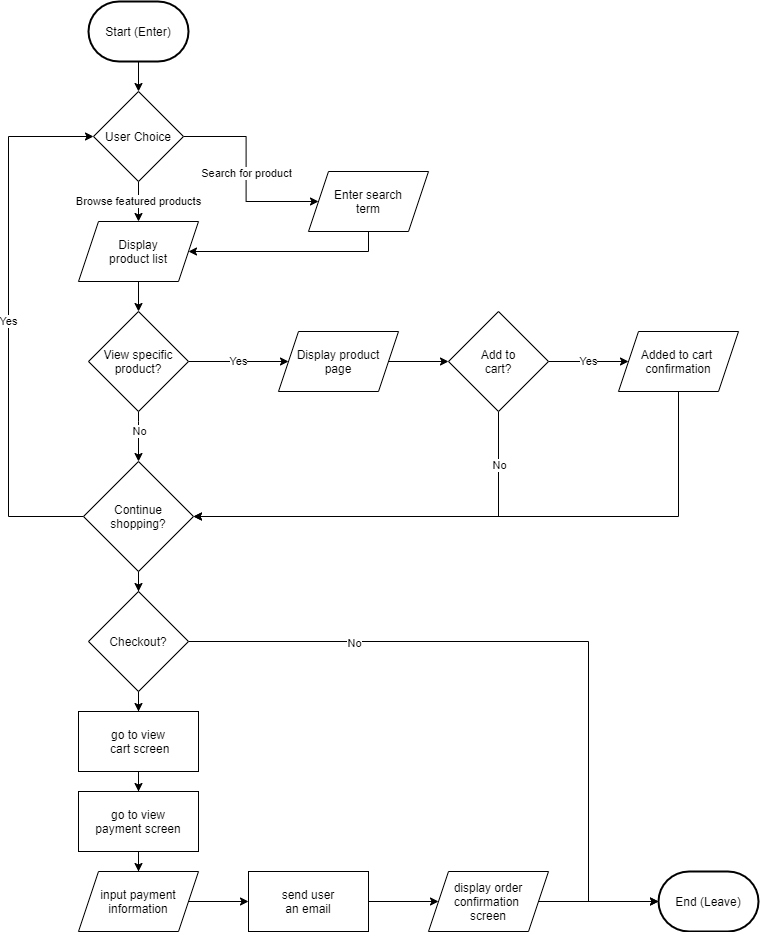 Start (Enter)
User Choice
Search for product
Enter search
term
Browse featured products
Display
product list
Yes
View specific
product?
Yes
Display product
page
Add to
cart?
Yes
Added to cart
confirmation
No
No
Continue
shopping?
Checkout?
No
go to view
cart screen
go to view
payment screen
input payment
information
send user
an email
display order
confirmation
screen
End (Leave)